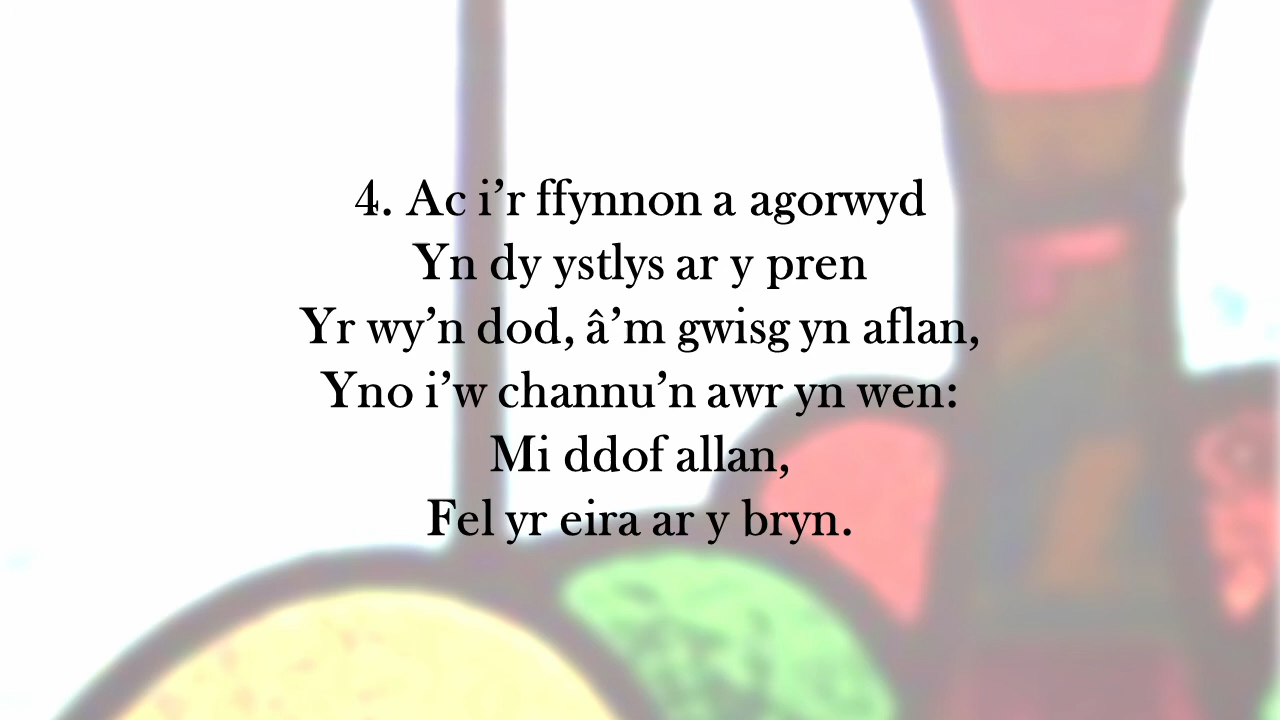 4. Ac i’r ffynnon a agorwyd
Yn dy ystlys ar y pren
Yr wy’n dod, â’m gwisg yn aflan,
Yno i’w channu’n awr yn wen:
Mi ddof allan,
Fel yr eira ar y bryn.